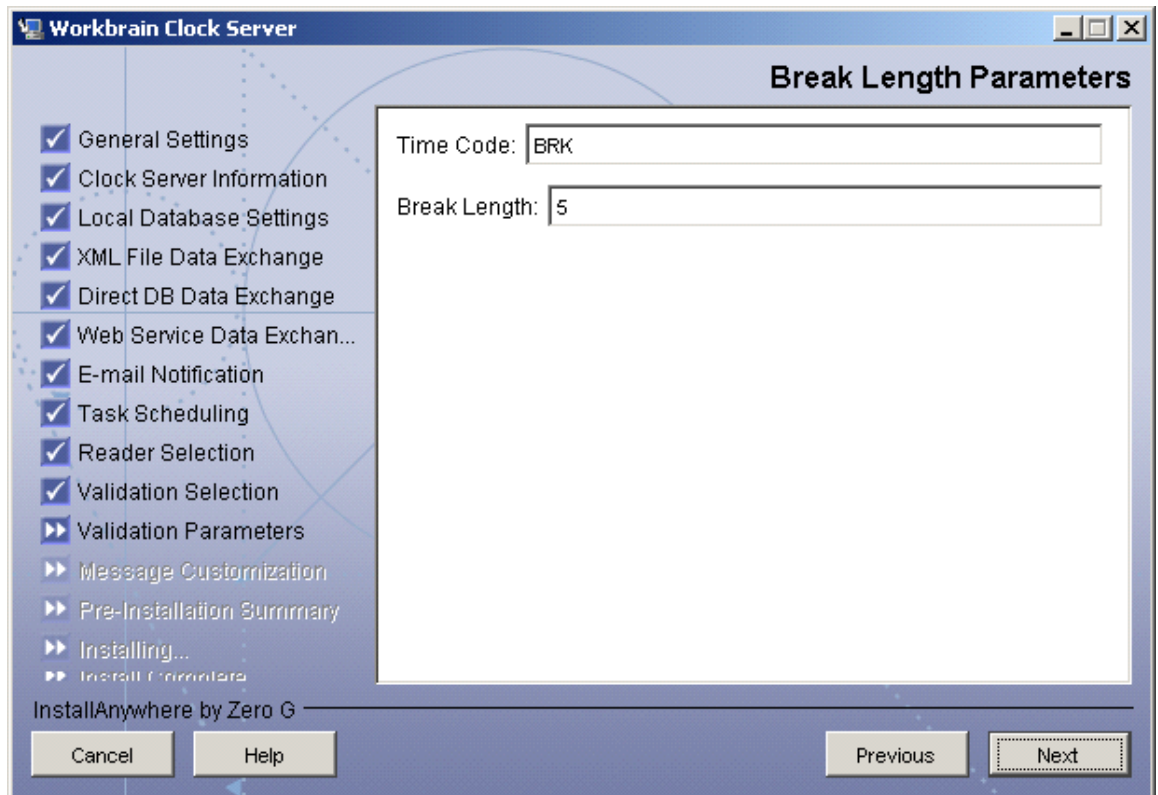 Workbrain Clock Server
Break Length Parameters
General Settings
Clock Server Information
Local Database Settings
XML File Data Exchange
Direct DB Data Exchange
Web Service Data Exchan...
E-mail Notification
Task Scheduling
Reader Selection
Validation Selection
Validation Parameters
Message Customization
Pre-Installation Summary
Installing...
Install Complete
Time Code: BRK
Break Length: 5
InstallAnywhere by Zero G
Cancel
Help
Previous
Next